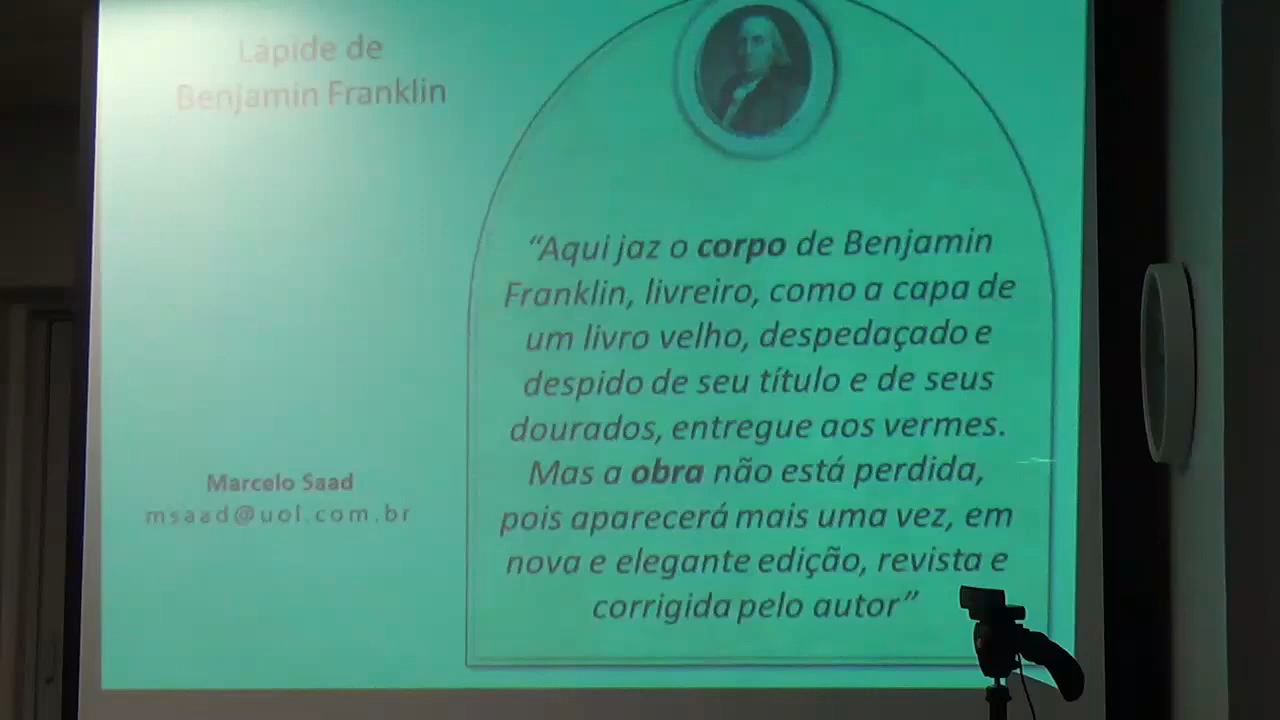 Lápide de
Benjamin Franklin
“Aqui jaz o corpo de Benjamin
Franklin, livreiro, como a capa de
um livro velho, despedaçado e
despido de seu título e de seus
dourados, entregue aos vermes.
Mas a obra não está perdida,
pois aparecerá mais uma vez, em
nova e elegante edição, revista e
corrigida pelo autor”
Marcelo Saad
msaad@uol.com.br